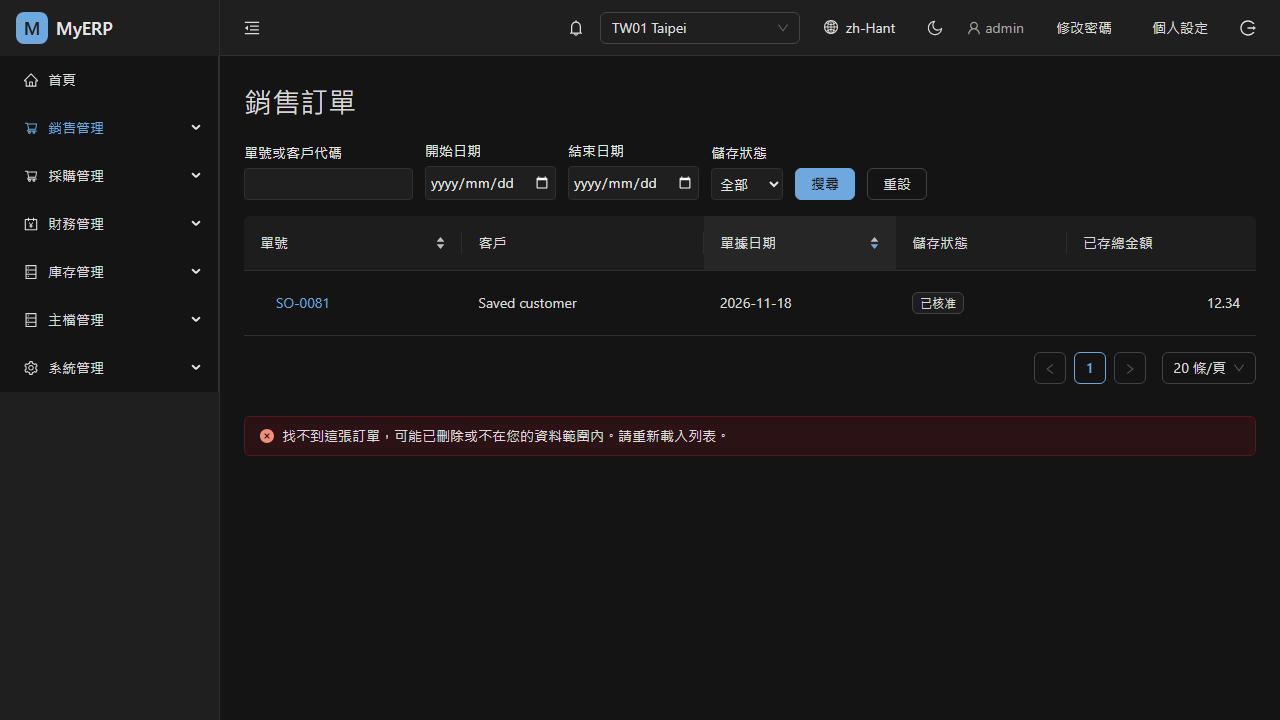 M MyERP
TW01 Taipei
zh-Hant
admin
修改密碼
個人設定
首頁
銷售管理
採購管理
財務管理
庫存管理
主檔管理
系統管理
銷售訂單
單號或客戶代碼
開始日期
結束日期
儲存狀態
yyyy/mm/dd
yyyy/mm/dd
全部
搜尋
重設
單號 客戶 單據日期 儲存狀態 已存總金額
SO-0081 Saved customer 2026-11-18 已核准 12.34
1
20 條/頁
找不到這張訂單，可能已刪除或不在您的資料範圍內。請重新載入列表。